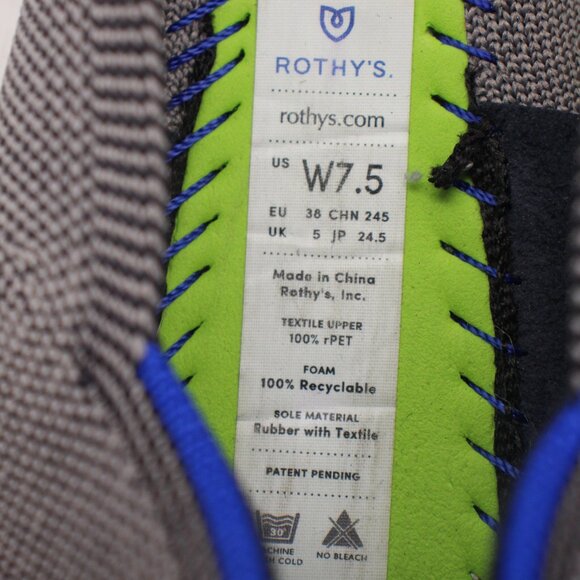 ROTHY'S.
rothys.com
US W7.5
EU 38 CHN 245
UK 5 JP 24.5
Made in China
Rothy's, Inc.
TEXTILE UPPER
100% rPET
FOAM
100% Recyclable
SOLE MATERIAL
Rubber with Textile
PATENT PENDING
30°
COLD
NO BLEACH